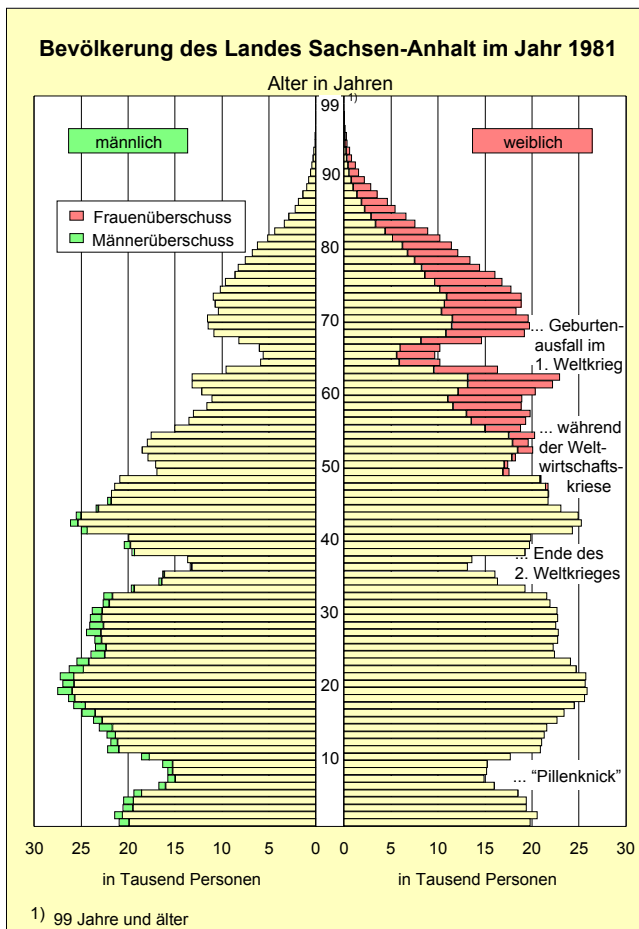 Bevölkerung des Landes Sachsen-Anhalt im Jahr 1981
Alter in Jahren
99 1)
männlich
weiblich
90
Frauenüberschuss
Männerüberschuss
80
70
... Geburten-
ausfall im
1. Weltkrieg
60
... während
der Welt-
wirtschafts-
kriese
50
40
... Ende des
2. Weltkrieges
30
20
10
... “Pillenknick”
30 25 20 15 10 5 0 0 5 10 15 20 25 30
in Tausend Personen in Tausend Personen
1) 99 Jahre und älter